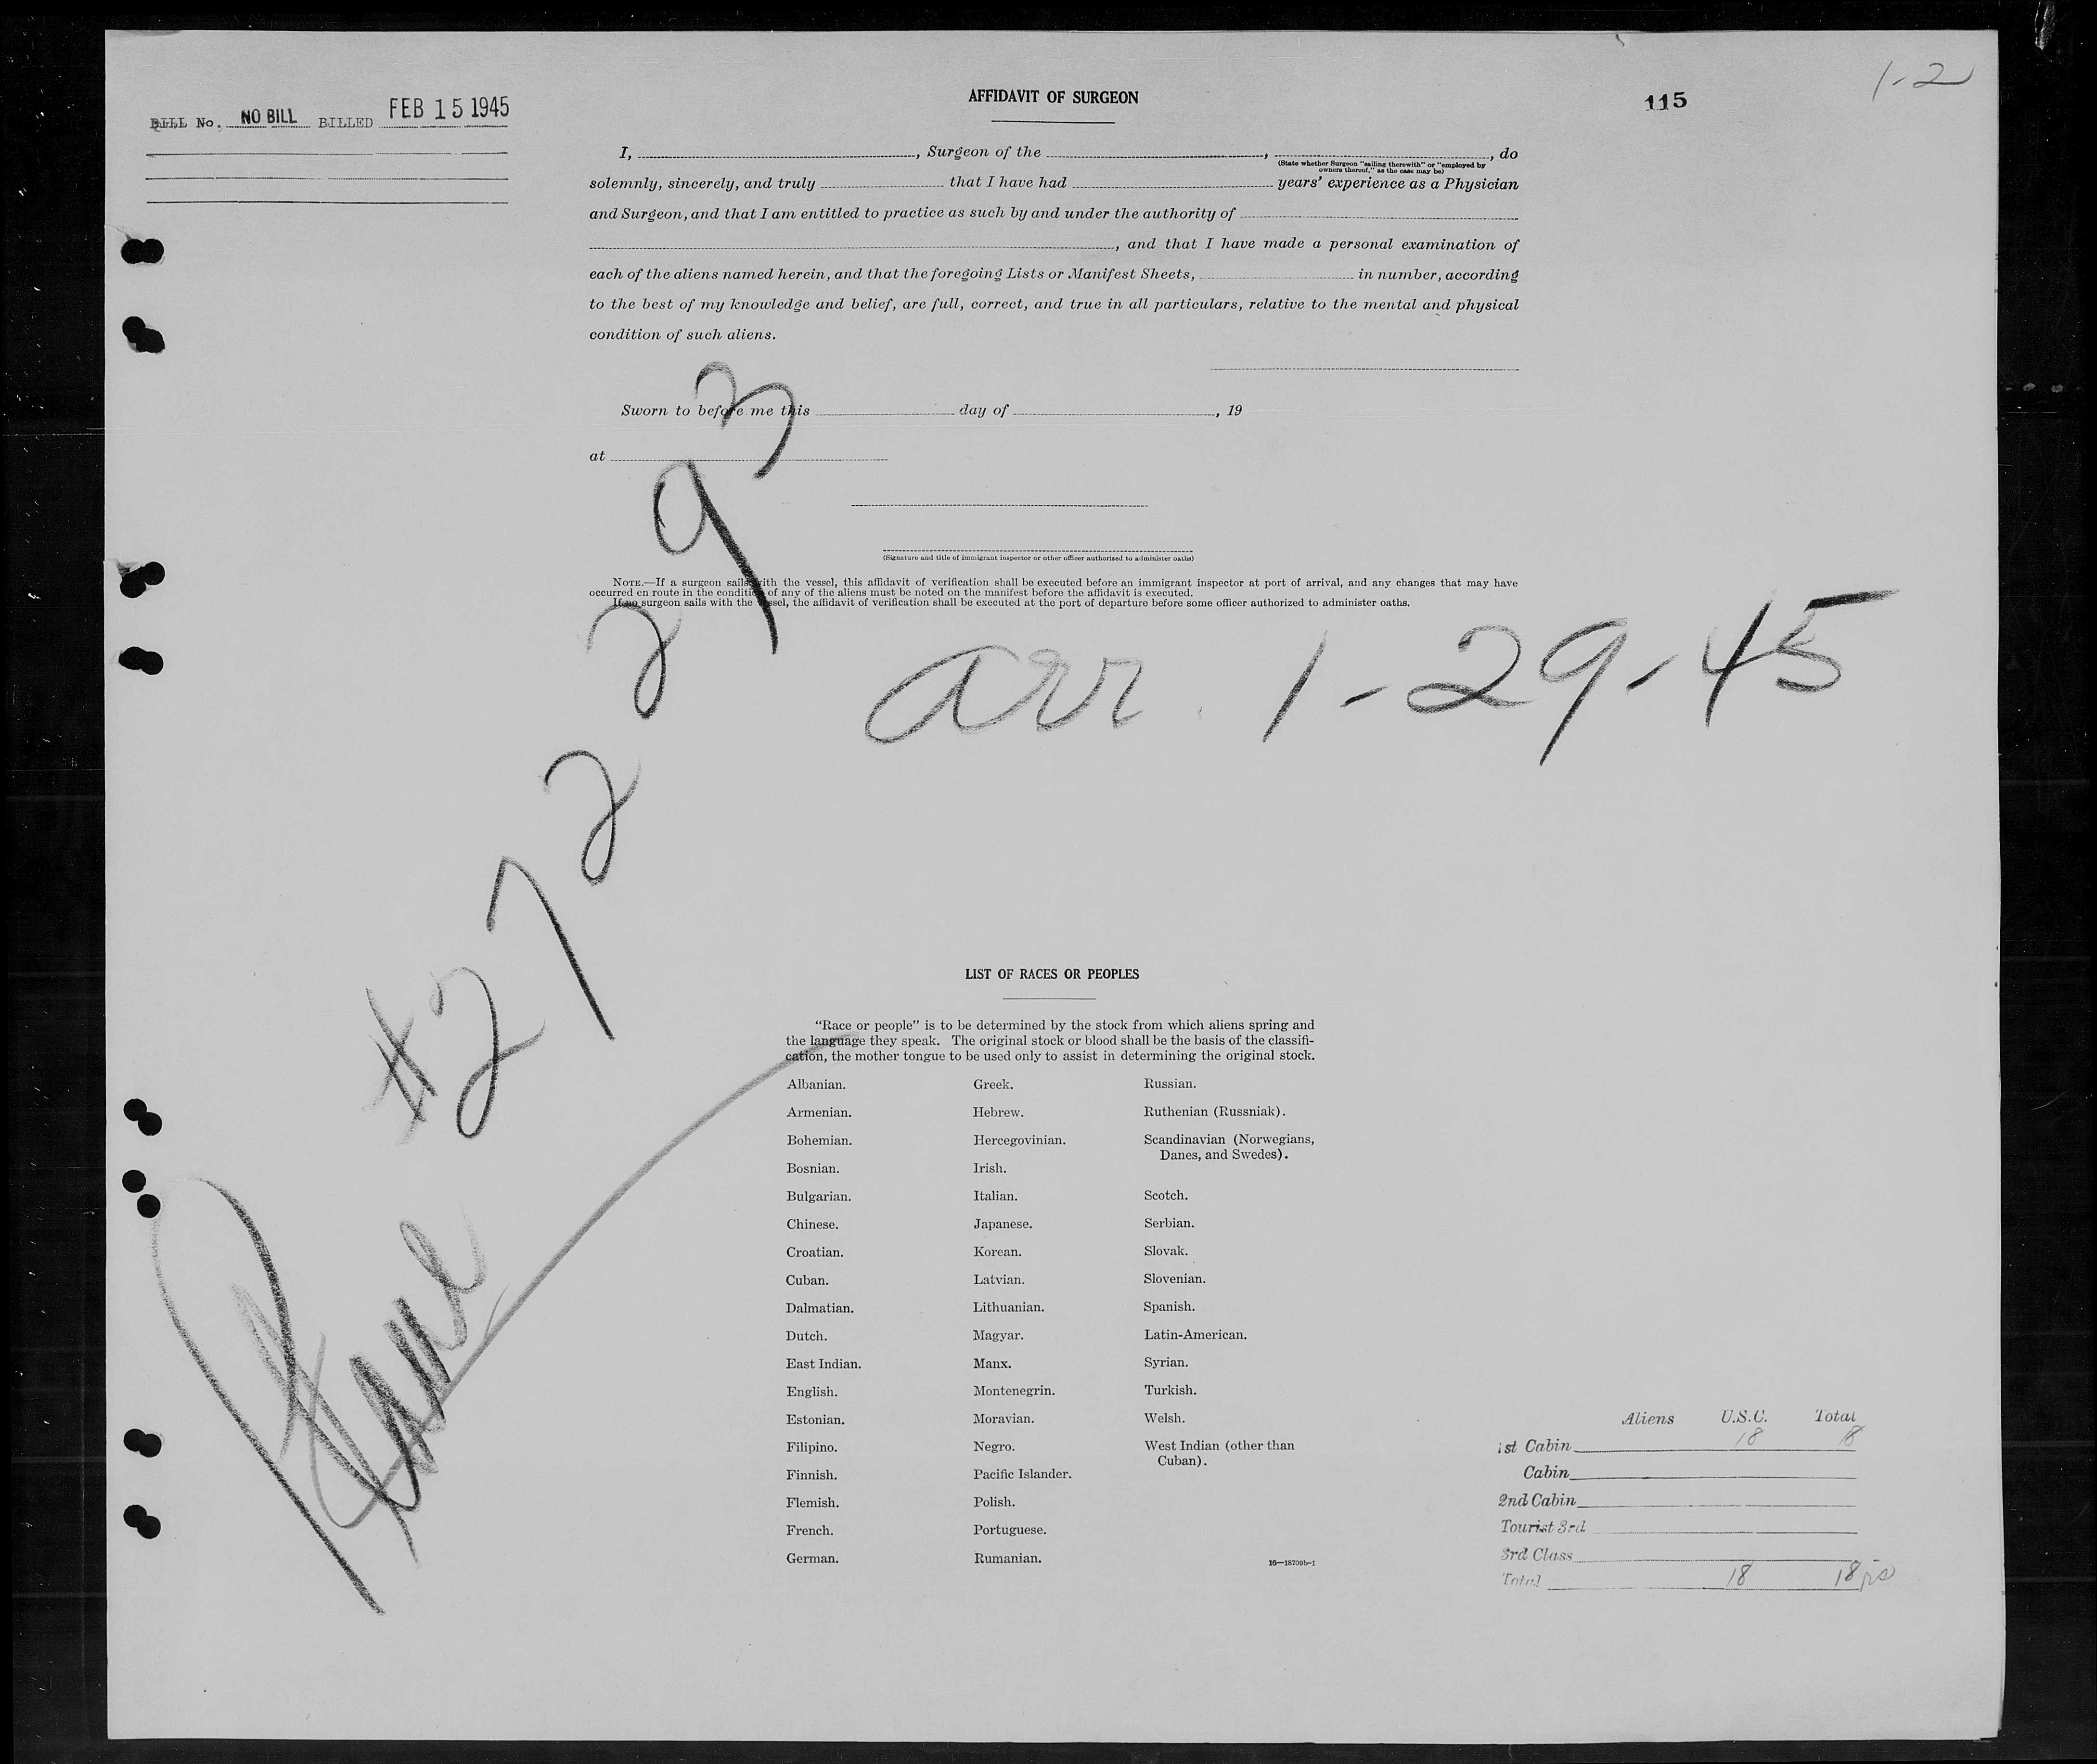 1-2
115
BILL No. NO BILL BILLED FEB 15 1945
AFFIDAVIT OF SURGEON
I, , Surgeon of the , , do
(State whether Surgeon "sailing therewith" or "employed by
owners thereof," as the case may be)
solemnly, sincerely, and truly that I have had years' experience as a Physician
and Surgeon, and that I am entitled to practice as such by and under the authority of
, and that I have made a personal examination of
each of the aliens named herein, and that the foregoing Lists or Manifest Sheets, in number, according
to the best of my knowledge and belief, are full, correct, and true in all particulars, relative to the mental and physical
condition of such aliens.
Sworn to before me this day of , 19
at
(Signature and title of immigrant inspector or other officer authorized to administer oaths)
NOTE.—If a surgeon sails with the vessel, this affidavit of verification shall be executed before an immigrant inspector at port of arrival, and any changes that may have
occurred en route in the condition of any of the aliens must be noted on the manifest before the affidavit is executed.
If no surgeon sails with the vessel, the affidavit of verification shall be executed at the port of departure before some officer authorized to administer oaths.
arr. 1-29-45
#272293
Plane
LIST OF RACES OR PEOPLES
"Race or people" is to be determined by the stock from which aliens spring and
the language they speak. The original stock or blood shall be the basis of the classifi-
cation, the mother tongue to be used only to assist in determining the original stock.
Albanian.
Armenian.
Bohemian.
Bosnian.
Bulgarian.
Chinese.
Croatian.
Cuban.
Dalmatian.
Dutch.
East Indian.
English.
Estonian.
Filipino.
Finnish.
Flemish.
French.
German.
Greek.
Hebrew.
Hercegovinian.
Irish.
Italian.
Japanese.
Korean.
Latvian.
Lithuanian.
Magyar.
Manx.
Montenegrin.
Moravian.
Negro.
Pacific Islander.
Polish.
Portuguese.
Rumanian.
Russian.
Ruthenian (Russniak).
Scandinavian (Norwegians,
Danes, and Swedes).
Scotch.
Serbian.
Slovak.
Slovenian.
Spanish.
Latin-American.
Syrian.
Turkish.
Welsh.
West Indian (other than
Cuban).
16—18709b-1
Aliens U.S.C. Total
1st Cabin 18 18
Cabin
2nd Cabin
Tourist 3rd
3rd Class
Total 18 18